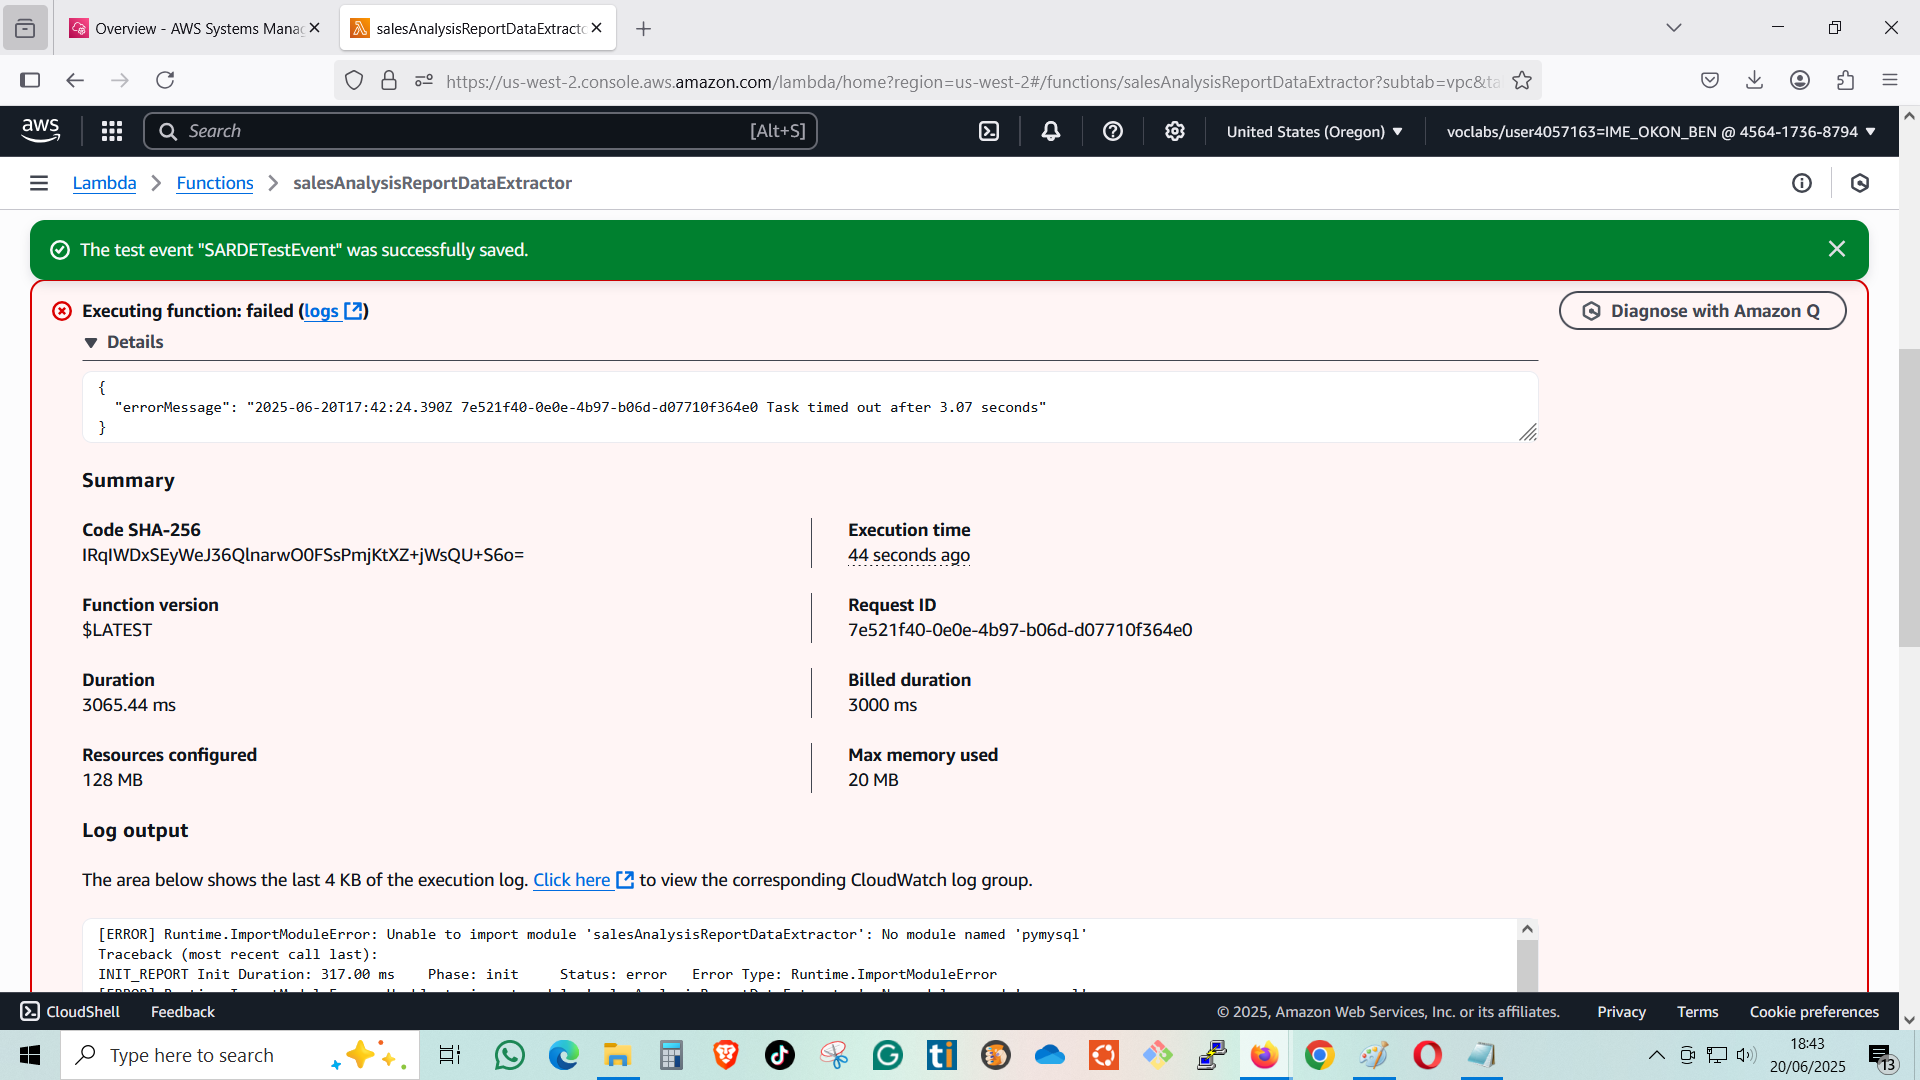 Overview - AWS Systems Manag
salesAnalysisReportDataExtracto
https://us-west-2.console.aws.amazon.com/lambda/home?region=us-west-2#/functions/salesAnalysisReportDataExtractor?subtab=vpc&ta
aws
Search
[Alt+S]
United States (Oregon)
voclabs/user4057163=IME_OKON_BEN @ 4564-1736-8794
Lambda
Functions
salesAnalysisReportDataExtractor
The test event "SARDETestEvent" was successfully saved.
Executing function: failed (logs)
Diagnose with Amazon Q
Details
{
"errorMessage": "2025-06-20T17:42:24.390Z 7e521f40-0e0e-4b97-b06d-d07710f364e0 Task timed out after 3.07 seconds"
}
Summary
Code SHA-256
IRqIWDxSEyWeJ36QlnarwO0FSsPmjKtXZ+jWsQU+S6o=
Execution time
44 seconds ago
Function version
$LATEST
Request ID
7e521f40-0e0e-4b97-b06d-d07710f364e0
Duration
3065.44 ms
Billed duration
3000 ms
Resources configured
128 MB
Max memory used
20 MB
Log output
The area below shows the last 4 KB of the execution log. Click here to view the corresponding CloudWatch log group.
[ERROR] Runtime.ImportModuleError: Unable to import module 'salesAnalysisReportDataExtractor': No module named 'pymysql'
Traceback (most recent call last):
INIT_REPORT Init Duration: 317.00 ms Phase: init Status: error Error Type: Runtime.ImportModuleError
CloudShell
Feedback
© 2025, Amazon Web Services, Inc. or its affiliates.
Privacy
Terms
Cookie preferences
Type here to search
18:43
20/06/2025
13